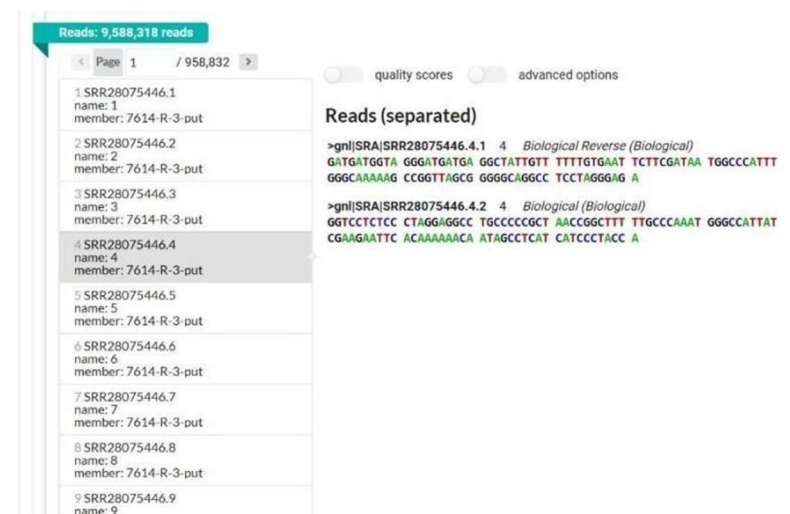 Reads: 9,588,318 reads
< Page 1 / 958,832 >
1 SRR28075446.1
name: 1
member: 7614-R-3-put
2 SRR28075446.2
name: 2
member: 7614-R-3-put
3 SRR28075446.3
name: 3
member: 7614-R-3-put
4 SRR28075446.4
name: 4
member: 7614-R-3-put
5 SRR28075446.5
name: 5
member: 7614-R-3-put
6 SRR28075446.6
name: 6
member: 7614-R-3-put
7 SRR28075446.7
name: 7
member: 7614-R-3-put
8 SRR28075446.8
name: 8
member: 7614-R-3-put
9 SRR28075446.9
name: 9
quality scores advanced options
Reads (separated)
>gnl|SRA|SRR28075446.4.1 4 Biological Reverse (Biological)
GATGATGGTA GGGATGATGA GGCTATTGTT TTTTGTGAAT TCTTCGATAA TGGCCCATTT
GGGCAAAAAG CCGGTTAGCG GGGGCAGGCC TCCTAGGGAG A
>gnl|SRA|SRR28075446.4.2 4 Biological (Biological)
GGTCCTCTCC CTAGGAGGCC TGCCCCCGCT AACCGGCTTT TTGCCCAAAT GGGCCATTAT
CGAAGAATTC ACAAAAAACA ATAGCCTCAT CATCCCTACC A